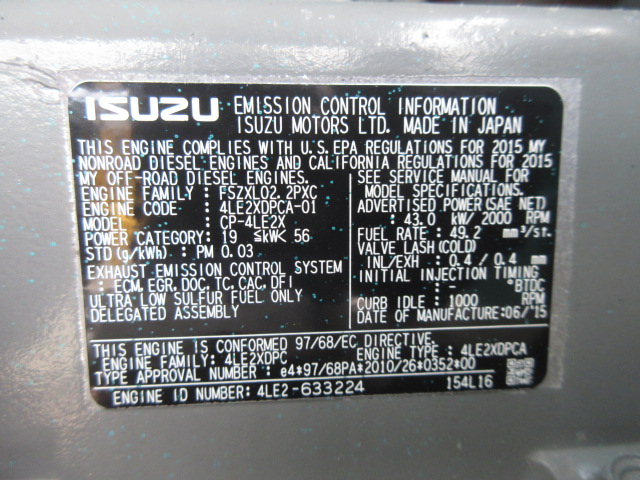 ISUZU EMISSION CONTROL INFORMATION
ISUZU MOTORS LTD. MADE IN JAPAN
THIS ENGINE COMPLIES WITH U.S.EPA REGULATIONS FOR 2015 MY
NONROAD DIESEL ENGINES AND CALIFORNIA REGULATIONS FOR 2015
MY OFF-ROAD DIESEL ENGINES.
ENGINE FAMILY : FSZXL02.2PXC
ENGINE CODE : 4LE2XDPCA-01
MODEL : CP-4LE2X
POWER CATEGORY : 19 ≦kW< 56
STD (g/kWh) : PM 0.03
EXHAUST EMISSION CONTROL SYSTEM
: ECM, EGR, DOC, TC, CAC, DFI
ULTRA LOW SULFUR FUEL ONLY
DELEGATED ASSEMBLY
SEE SERVICE MANUAL FOR
MODEL SPECIFICATIONS.
ADVERTISED POWER(SAE NET)
: 43.0 kW/ 2000 RPM
FUEL RATE : 49.2 mm³/st.
VALVE LASH (COLD)
: INL/EXH : 0.4 / 0.4 mm
INITIAL INJECTION TIMING
: - °BTDC
CURB IDLE : 1000 RPM
DATE OF MANUFACTURE:06/'15
THIS ENGINE IS CONFORMED 97/68/EC DIRECTIVE.
ENGINE FAMILY : 4LE2XDPC ENGINE TYPE : 4LE2XDPCA
TYPE APPROVAL NUMBER : e4*97/68PA*2010/26*0352*00
ENGINE ID NUMBER: 4LE2-633224 154L16